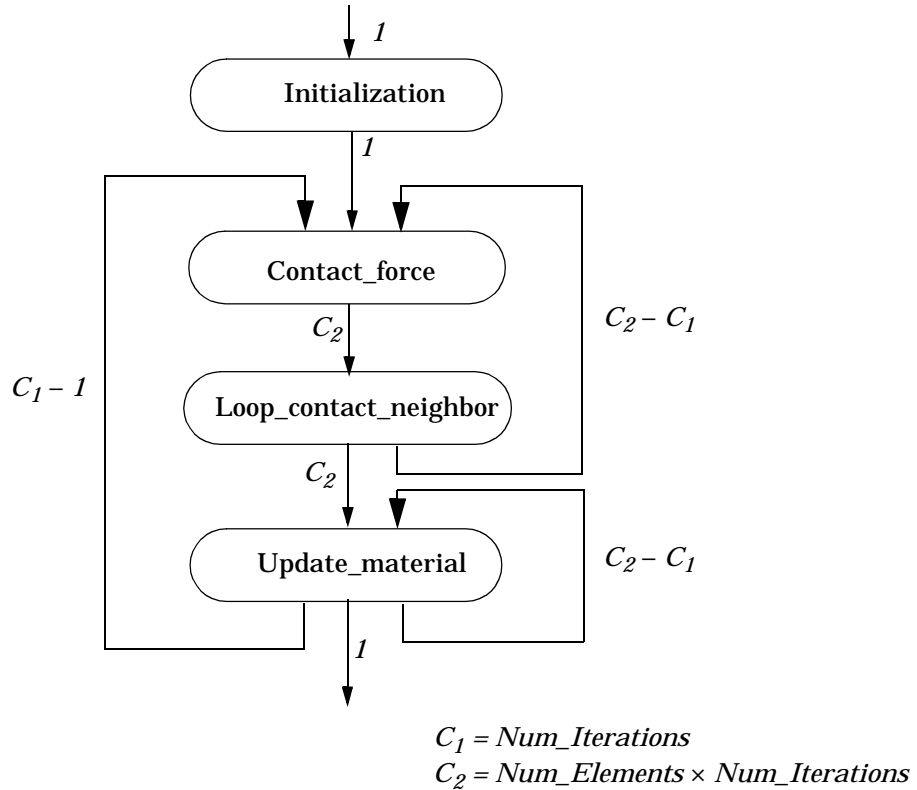 1
Initialization
1
Contact_force
C2
C2 – C1
C1 – 1
Loop_contact_neighbor
C2
Update_material
C2 – C1
1
C1 = Num_Iterations
C2 = Num_Elements × Num_Iterations